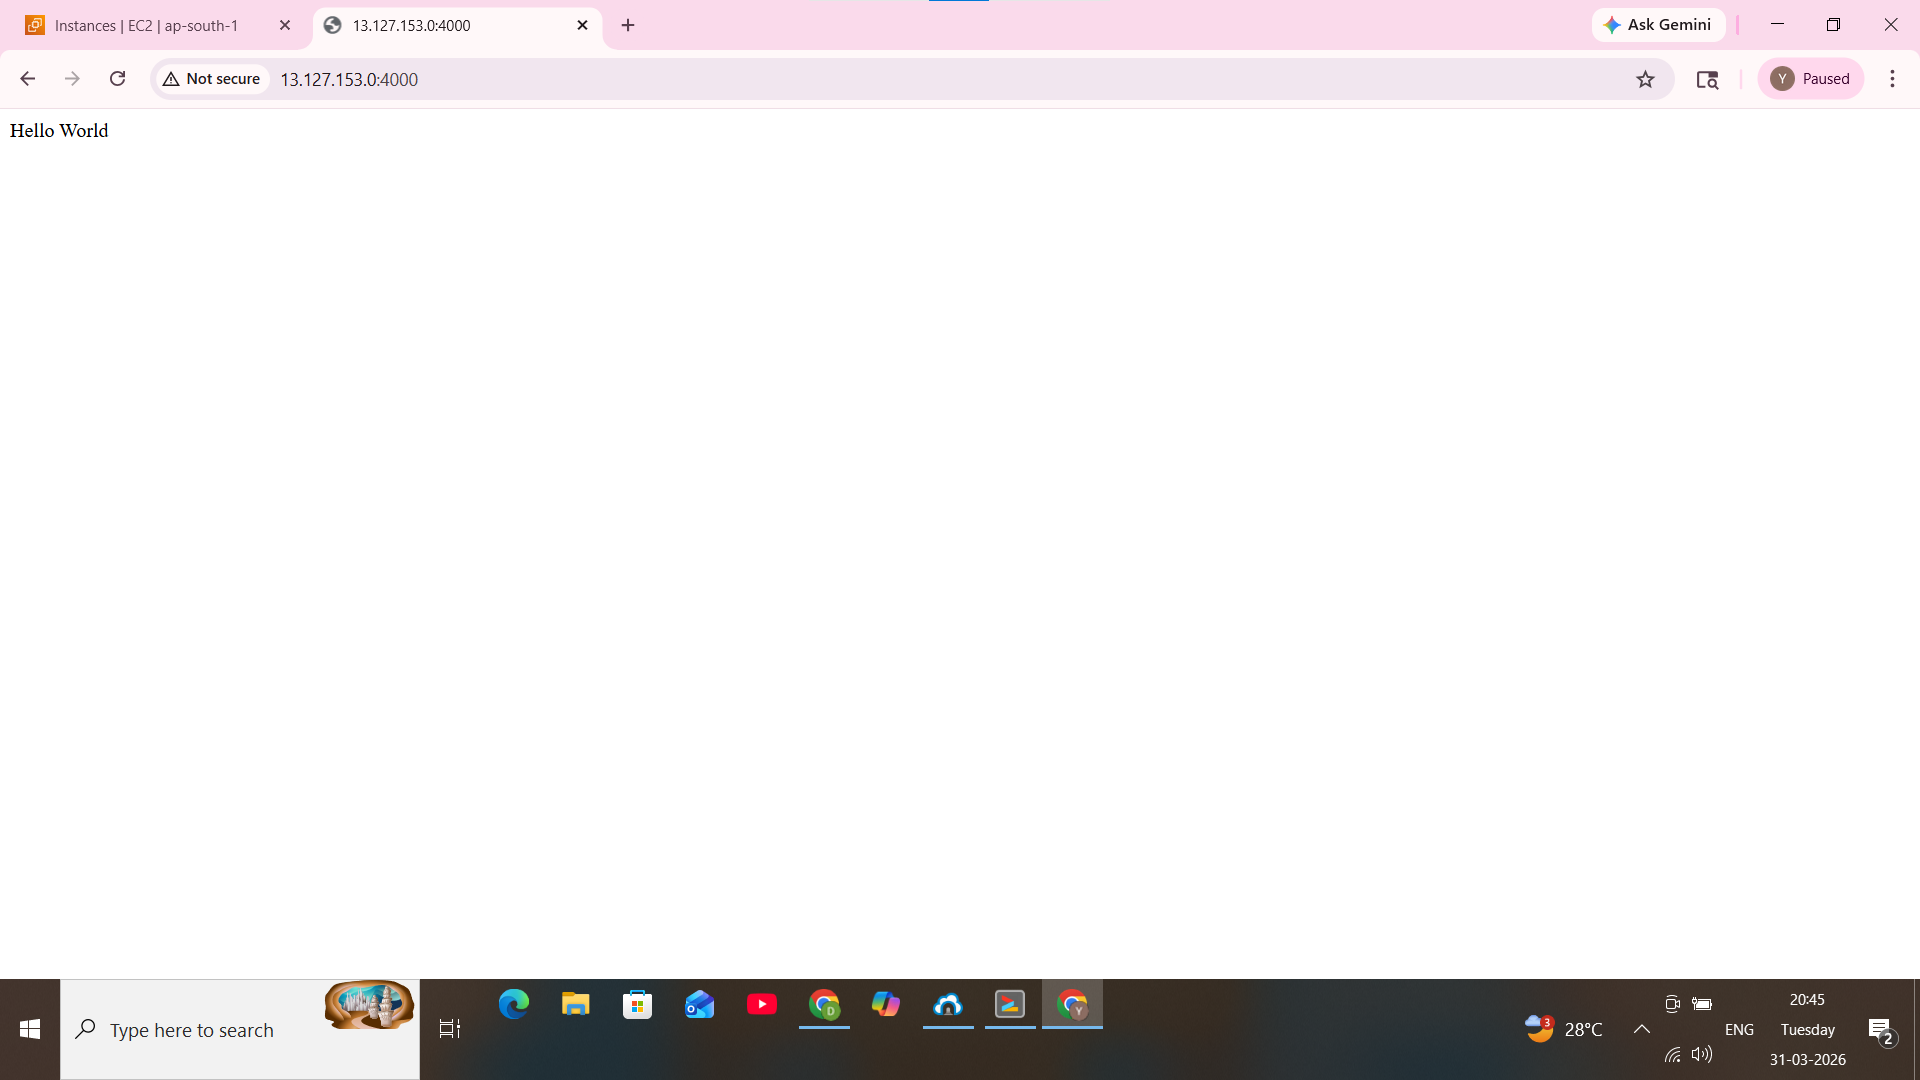 Instances | EC2 | ap-south-1
13.127.153.0:4000
Ask Gemini
Not secure
13.127.153.0:4000
Y
Paused
Hello World
Type here to search
D
Y
3
28°C
ENG
20:45
Tuesday
31-03-2026
2